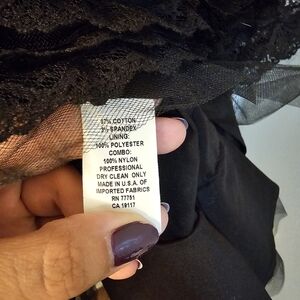 97% COTTON
3% SPANDEX
LINING:
100% POLYESTER
COMBO:
100% NYLON
PROFESSIONAL
DRY CLEAN ONLY
MADE IN U.S.A. OF
IMPORTED FABRICS
RN 77751
CA 19117